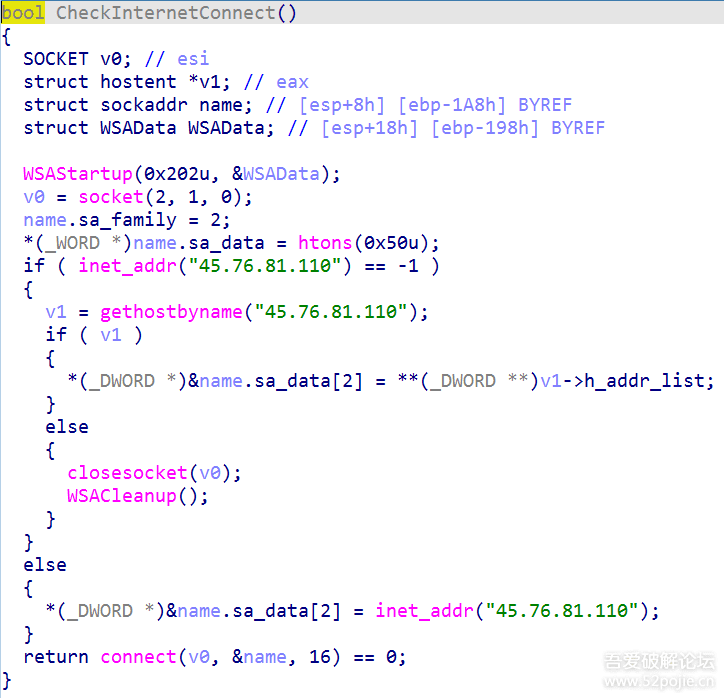 bool CheckInternetConnect()
{
  SOCKET v0; // esi
  struct hostent *v1; // eax
  struct sockaddr name; // [esp+8h] [ebp-1A8h] BYREF
  struct WSAData WSAData; // [esp+18h] [ebp-198h] BYREF

  WSAStartup(0x202u, &WSAData);
  v0 = socket(2, 1, 0);
  name.sa_family = 2;
  *(_WORD *)name.sa_data = htons(0x50u);
  if ( inet_addr("45.76.81.110") == -1 )
  {
    v1 = gethostbyname("45.76.81.110");
    if ( v1 )
    {
      *(_DWORD *)&name.sa_data[2] = **(_DWORD **)v1->h_addr_list;
    }
    else
    {
      closesocket(v0);
      WSACleanup();
    }
  }
  else
  {
    *(_DWORD *)&name.sa_data[2] = inet_addr("45.76.81.110");
  }
  return connect(v0, &name, 16) == 0;
}
吾爱破解论坛
www.52pojie.cn